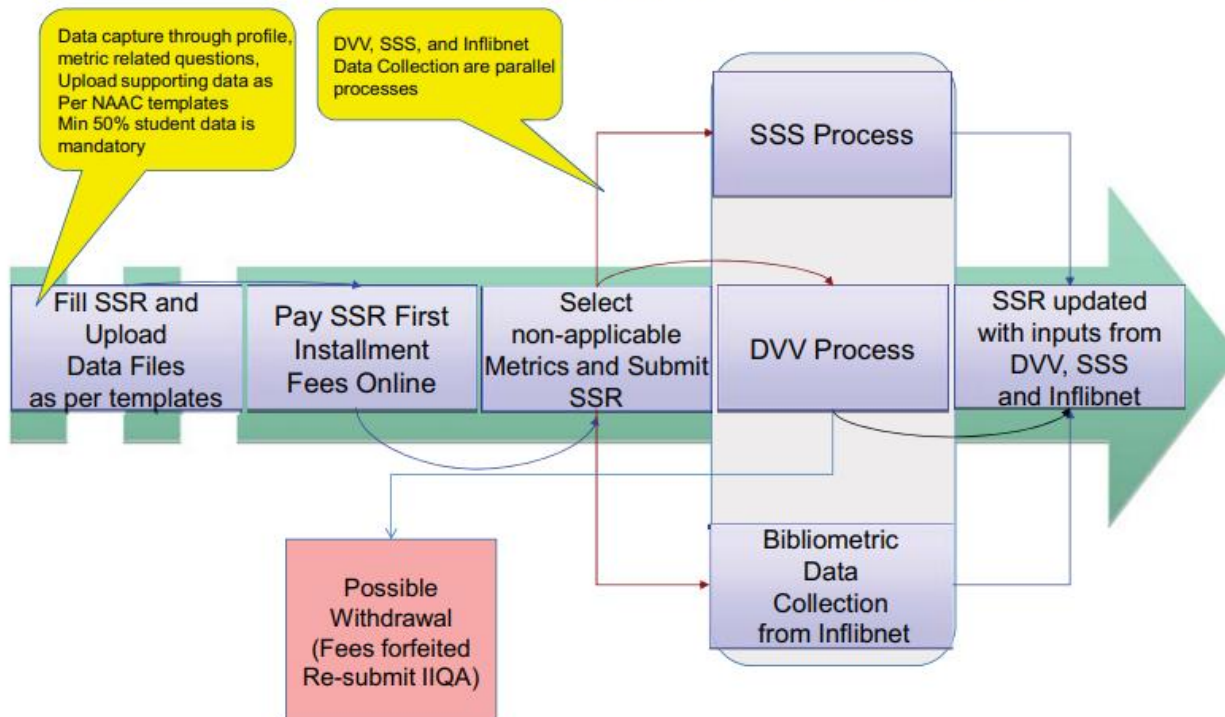 Data capture through profile,
metric related questions,
Upload supporting data as
Per NAAC templates
Min 50% student data is
mandatory
DVV, SSS, and Inflibnet
Data Collection are parallel
processes
SSS Process
Fill SSR and
Upload
Data Files
as per templates
Pay SSR First
Installment
Fees Online
Select
non-applicable
Metrics and Submit
SSR
DVV Process
SSR updated
with inputs from
DVV, SSS
and Inflibnet
Possible
Withdrawal
(Fees forfeited
Re-submit IIQA)
Bibliometric
Data
Collection
from Inflibnet